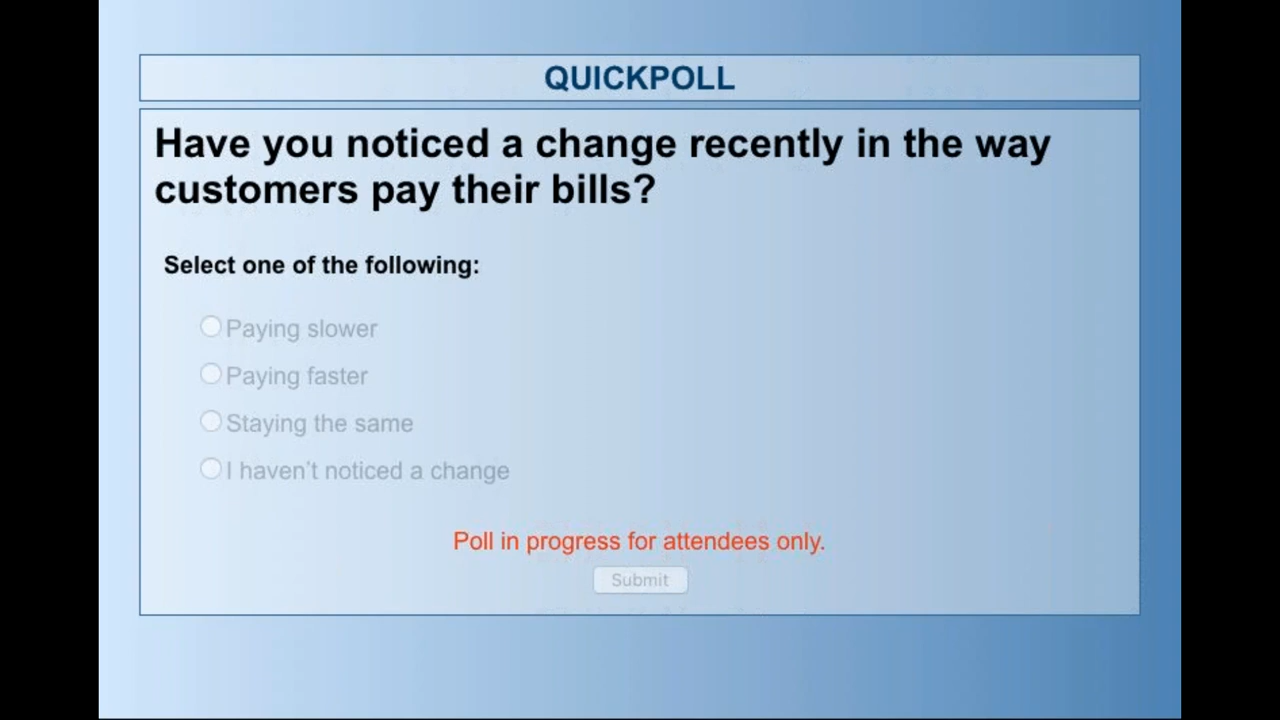 QUICKPOLL
Have you noticed a change recently in the way
customers pay their bills?
Select one of the following:
Paying slower
Paying faster
Staying the same
I haven't noticed a change
Poll in progress for attendees only.
Submit